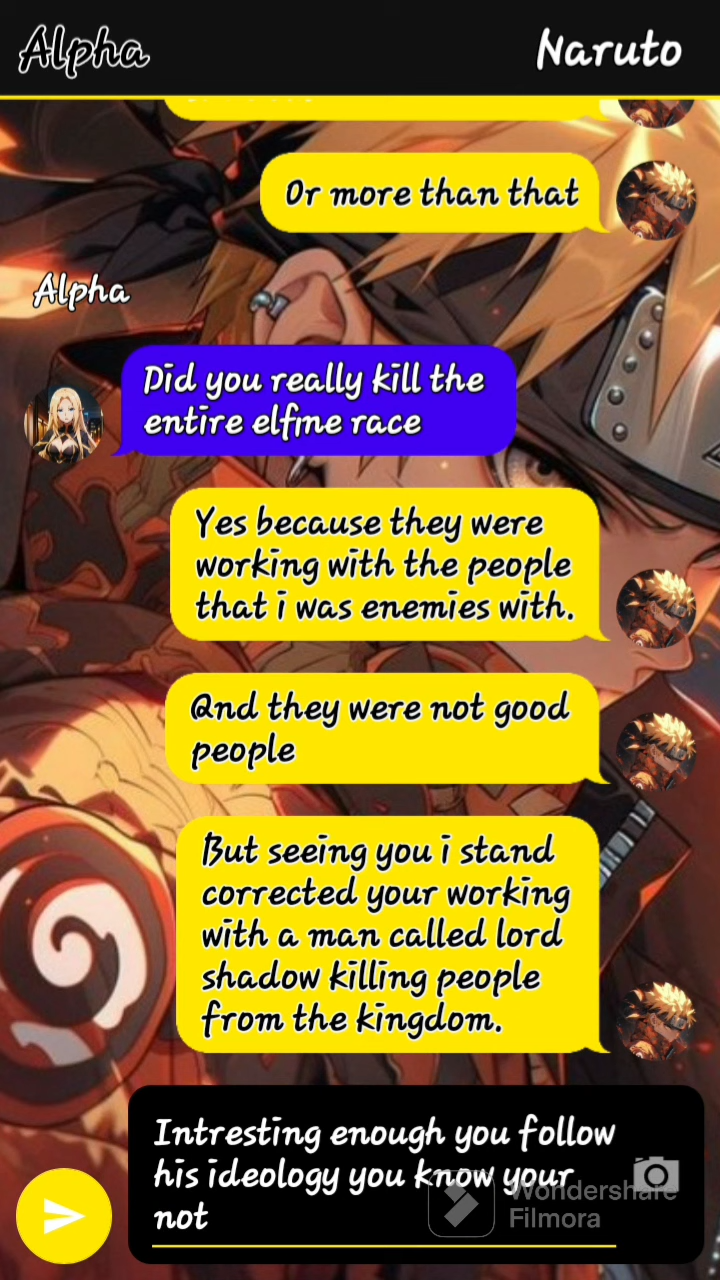 Alpha
Naruto
Or more than that
Alpha
Did you really kill the
entire elfine race
Yes because they were
working with the people
that i was enemies with.
And they were not good
people
But seeing you i stand
corrected your working
with a man called lord
shadow killing people
from the kingdom.
Intresting enough you follow
his ideology you know your
not
Wondershare
Filmora